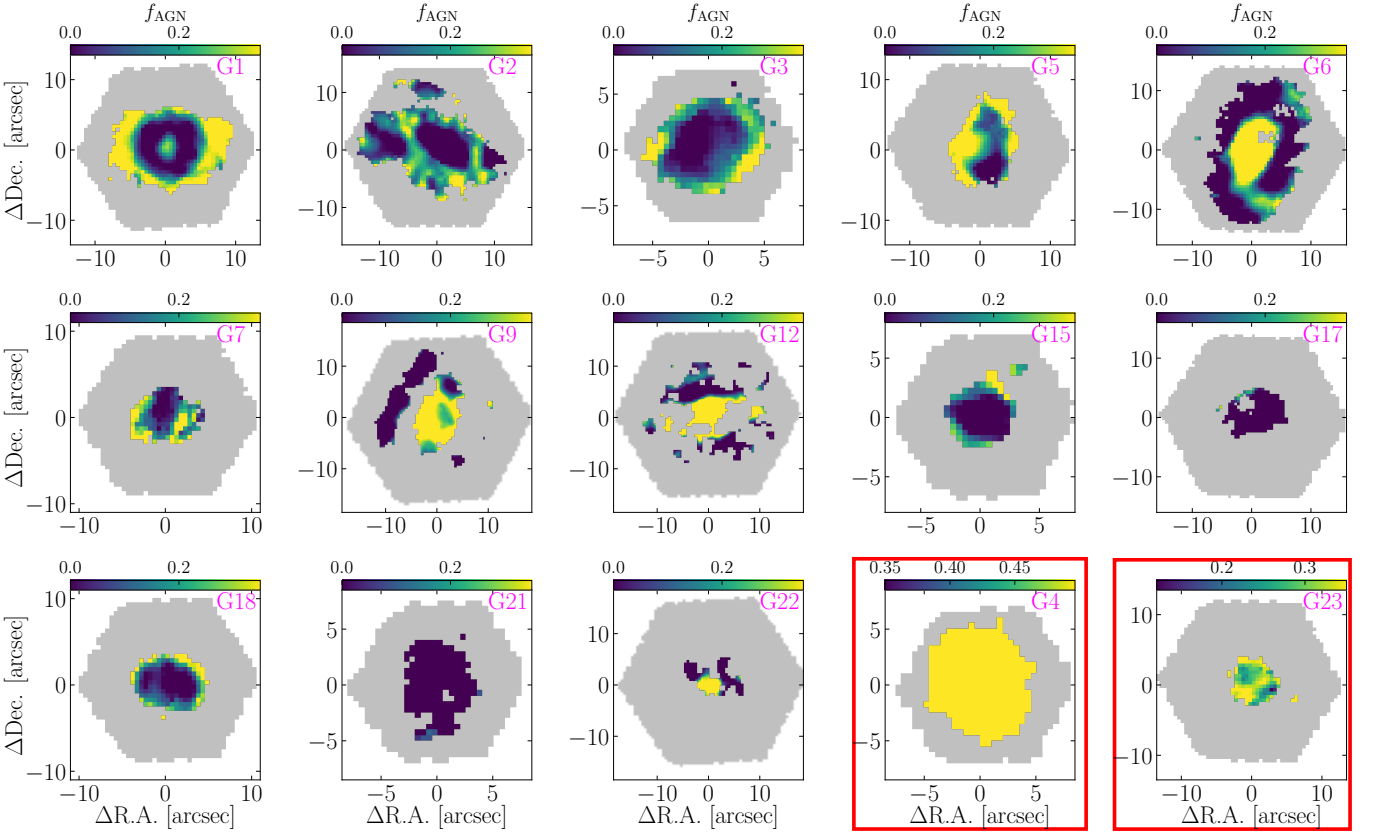 f_AGN f_AGN f_AGN f_AGN f_AGN
0.0 0.2 0.0 0.2 0.0 0.2 0.0 0.2 0.0 0.2
G1 G2 G3 G5 G6
ΔDec. [arcsec]
10 0 −10
10 0 −10
5 0 −5
10 0 −10
10 0 −10
−10 0 10 −10 0 10 −5 0 5 −10 0 10 −10 0 10
0.0 0.2 0.0 0.2 0.0 0.2 0.0 0.2 0.0 0.2
G7 G9 G12 G15 G17
ΔDec. [arcsec]
10 0 −10
10 0 −10
10 0 −10
5 0 −5
10 0 −10
−10 0 10 −10 0 10 −10 0 10 −5 0 5 −10 0 10
0.0 0.2 0.0 0.2 0.0 0.2 0.35 0.40 0.45 0.2 0.3
G18 G21 G22 G4 G23
ΔDec. [arcsec]
10 0 −10
5 0 −5
10 0 −10
5 0 −5
10 0 −10
−10 0 10 −5 0 5 −10 0 10 −5 0 5 −10 0 10
ΔR.A. [arcsec] ΔR.A. [arcsec] ΔR.A. [arcsec] ΔR.A. [arcsec] ΔR.A. [arcsec]